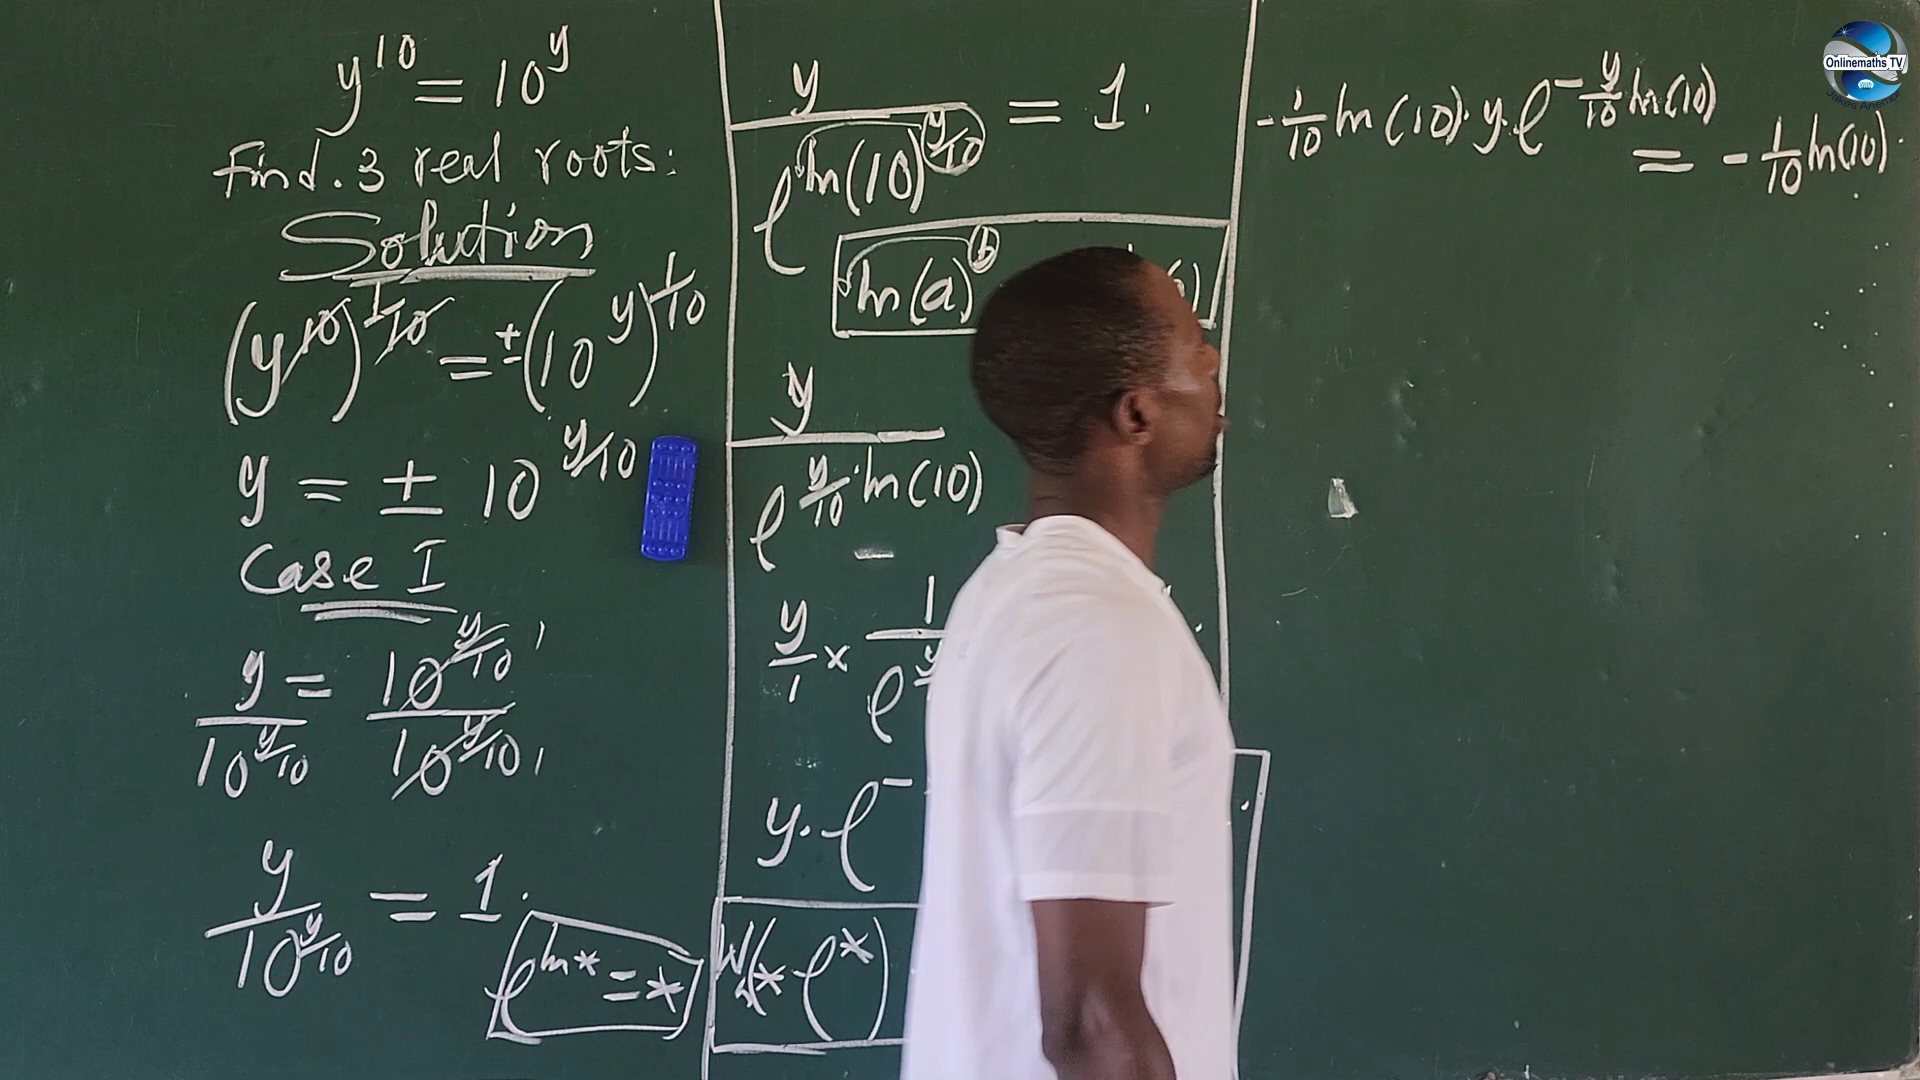 y^10 = 10^y
Find. 3 real roots:
Solution
(y^10)^1/10 = ±(10^y)^1/10
y = ± 10^y/10
Case I
y/10^y/10 = 10^y/10/10^y/10
y/10^y/10 = 1.
e^ln* = *
y/e^ln(10)^y/10 = 1.
ln(a)^b
y/e^y/10·ln(10)
y/1 × 1/e^y
y·e^-
W(*·e^*)
-1/10 ln(10)·y·e^-y/10 ln(10)
= -1/10 ln(10)·
Onlinemaths TV